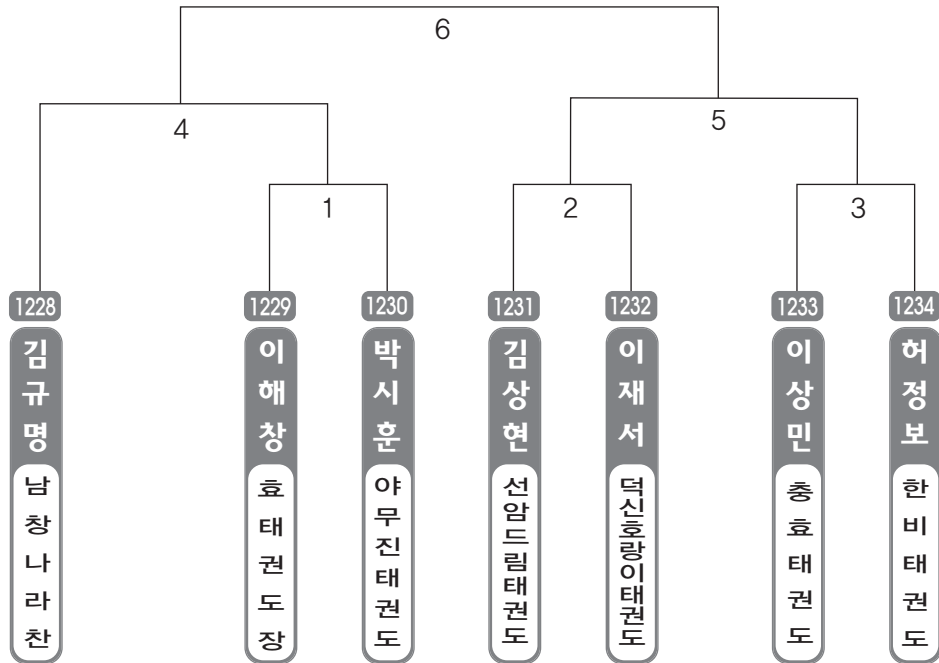 6
4
5
1
2
3
1228
김규명
남창나라찬
1229
이해창
효태권도장
1230
박시훈
야무진태권도
1231
김상현
선암드림태권도
1232
이재서
덕신호랑이태권도
1233
이상민
충효태권도
1234
허정보
한비태권도